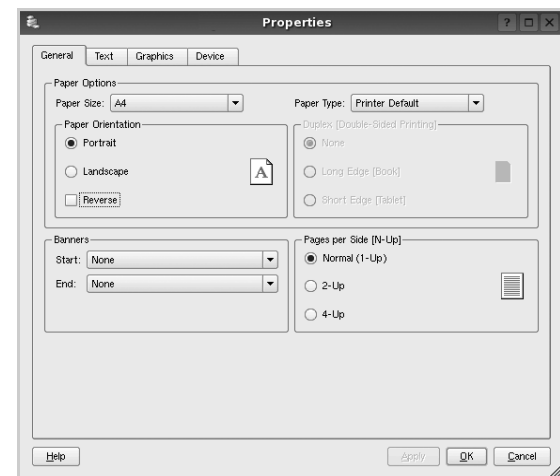 Properties
General Text Graphics Device
Paper Options
Paper Size: A4 Paper Type: Printer Default
Paper Orientation
Portrait
Landscape
Reverse
A
Duplex [Double-Sided Printing]
None
Long Edge [Book]
Short Edge [Tablet]
Banners
Start: None
End: None
Pages per Side [N-Up]
Normal (1-Up)
2-Up
4-Up
Help Apply OK Cancel